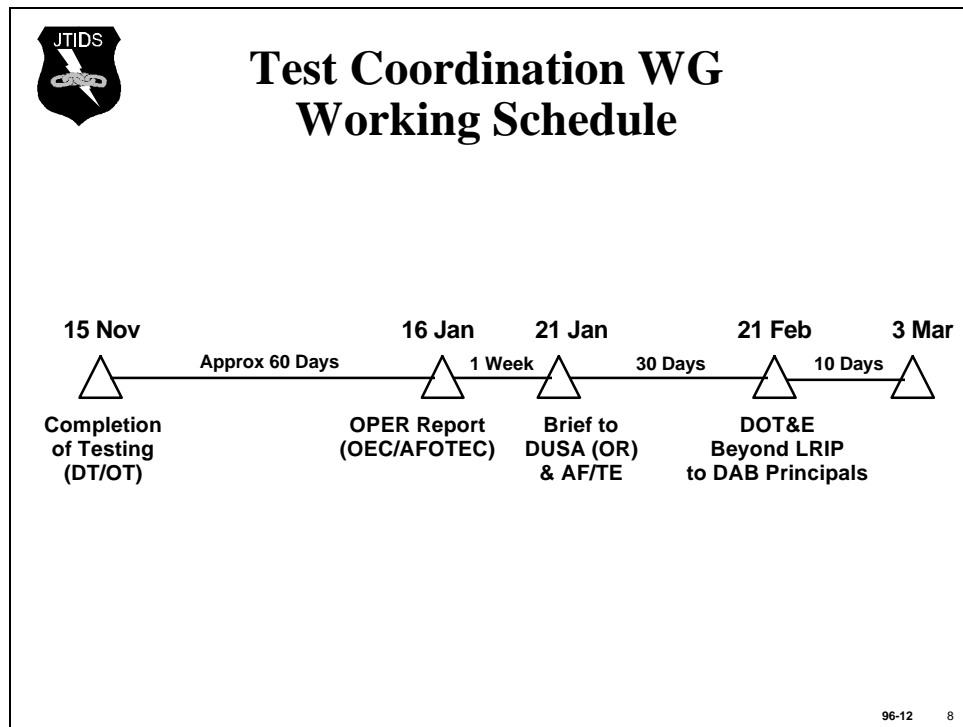 JTIDS
Test Coordination WG
Working Schedule
15 Nov
16 Jan
21 Jan
21 Feb
3 Mar
Approx 60 Days
1 Week
30 Days
10 Days
Completion
of Testing
(DT/OT)
OPER Report
(OEC/AFOTEC)
Brief to
DUSA (OR)
& AF/TE
DOT&E
Beyond LRIP
to DAB Principals
96-12 8